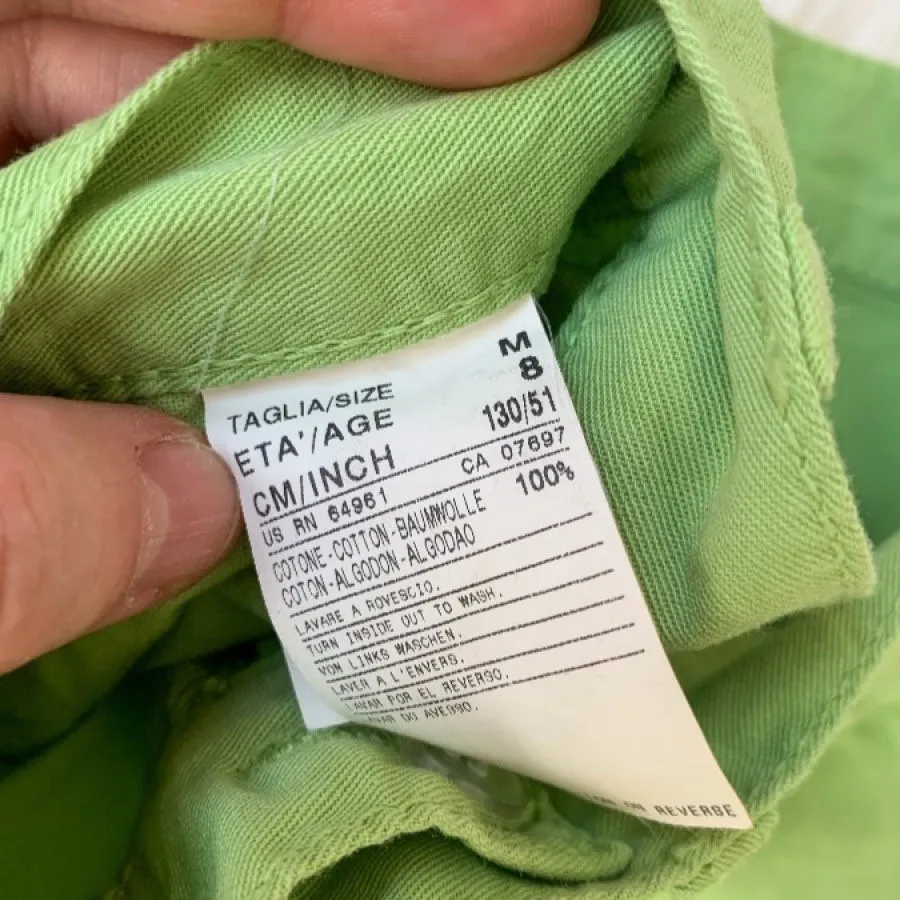 TAGLIA/SIZE M
ETA'/AGE 8
CM/INCH 130/51
US RN 64961 CA 07697
COTONE-COTTON-BAUMWOLLE 100%
COTON-ALGODON-ALGODAO
LAVARE A ROVESCIO.
TURN INSIDE OUT TO WASH.
VON LINKS WASCHEN.
LAVER A L'ENVERS.
LAVAR POR EL REVERSO.
LAVAR DO AVESSO.
ON REVERSE